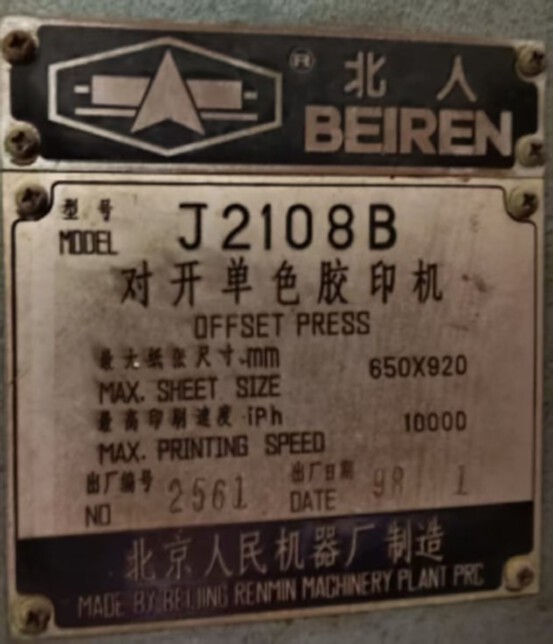 ® 北人
BEIREN
型号 J2108B
MODEL
对开单色胶印机
OFFSET PRESS
最大纸张尺寸·mm 650X920
MAX. SHEET SIZE
最高印刷速度·iPh 10000
MAX. PRINTING SPEED
出厂编号 2561 出厂日期 98 1
NO DATE
北京人民机器厂制造
MADE BY BEIJING RENMIN MACHINERY PLANT PRC